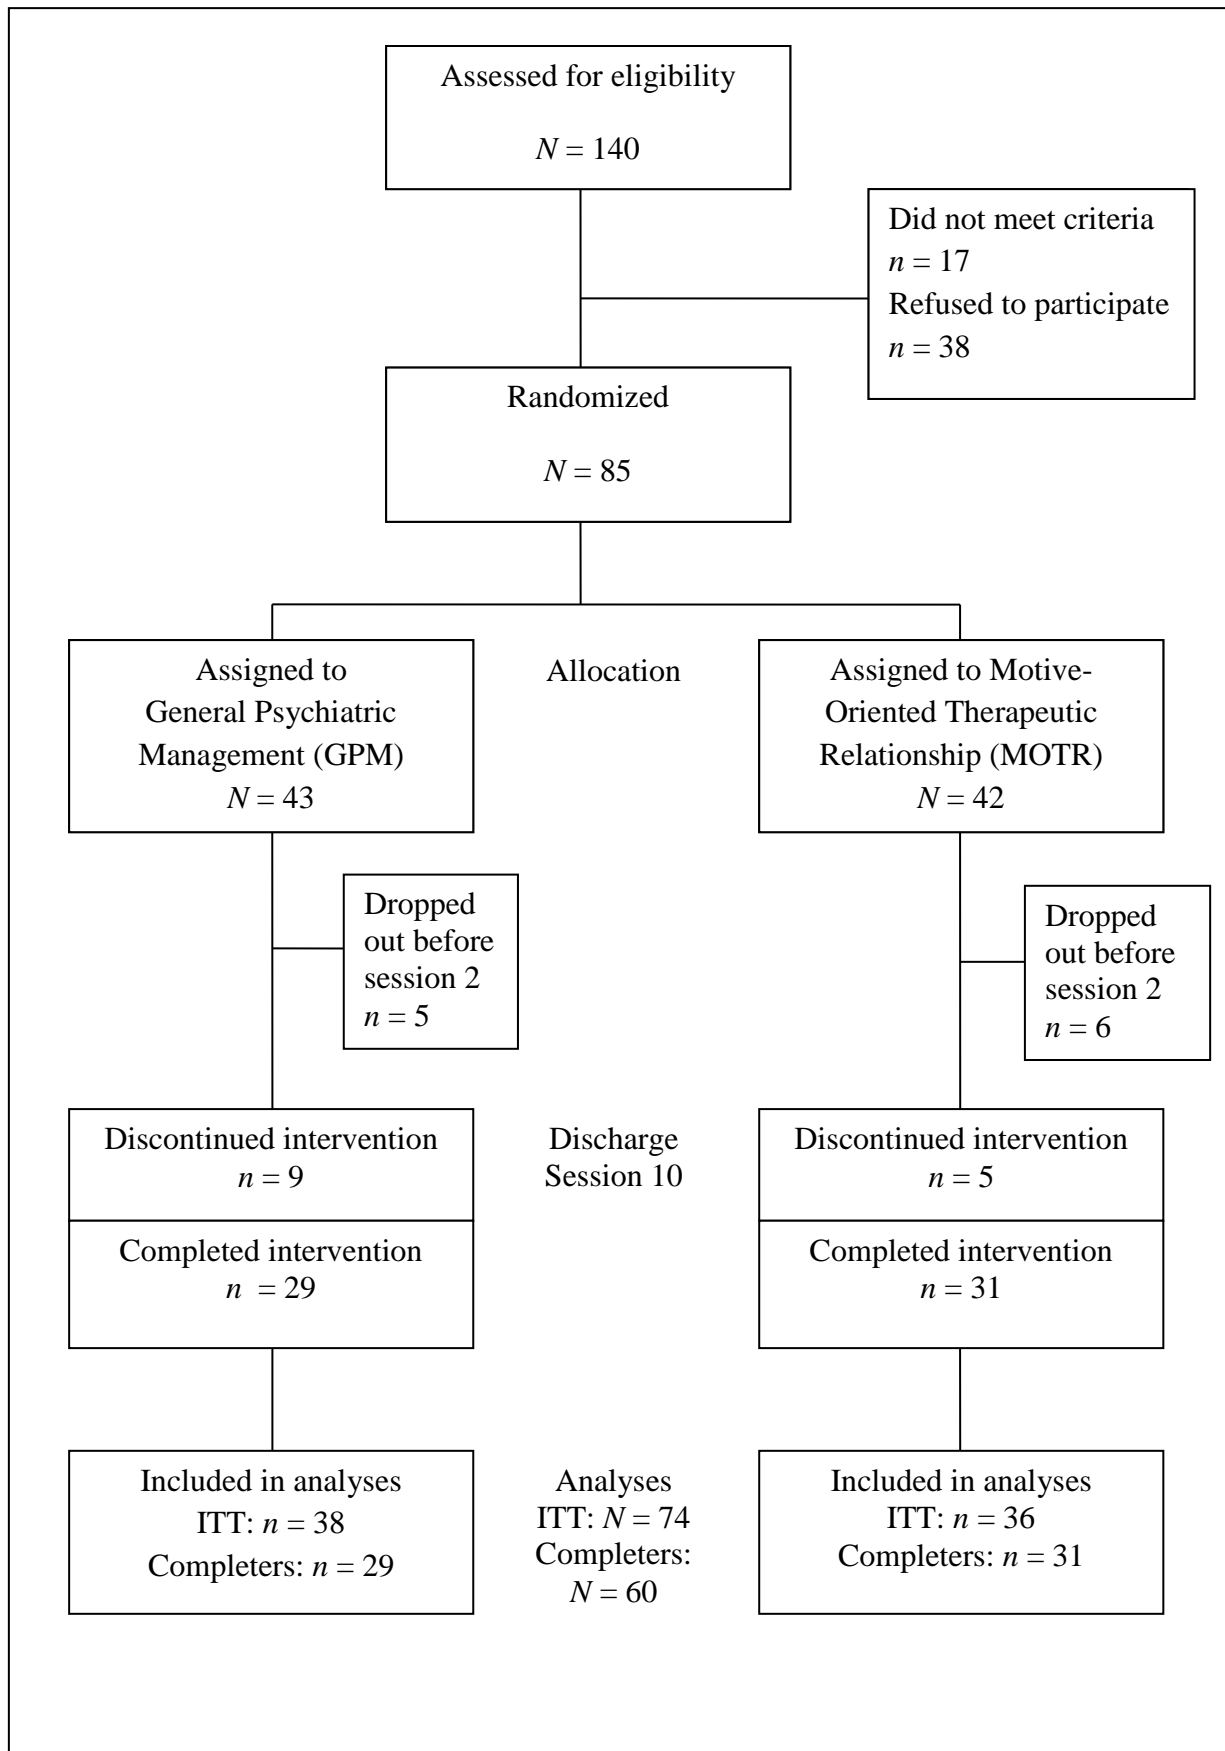 Assessed for eligibility
N = 140
Did not meet criteria
n = 17
Refused to participate
n = 38
Randomized
N = 85
Assigned to
General Psychiatric
Management (GPM)
N = 43
Allocation
Assigned to Motive-
Oriented Therapeutic
Relationship (MOTR)
N = 42
Dropped
out before
session 2
n = 5
Dropped
out before
session 2
n = 6
Discontinued intervention
n = 9
Completed intervention
n = 29
Discharge
Session 10
Discontinued intervention
n = 5
Completed intervention
n = 31
Included in analyses
ITT: n = 38
Completers: n = 29
Analyses
ITT: N = 74
Completers:
N = 60
Included in analyses
ITT: n = 36
Completers: n = 31